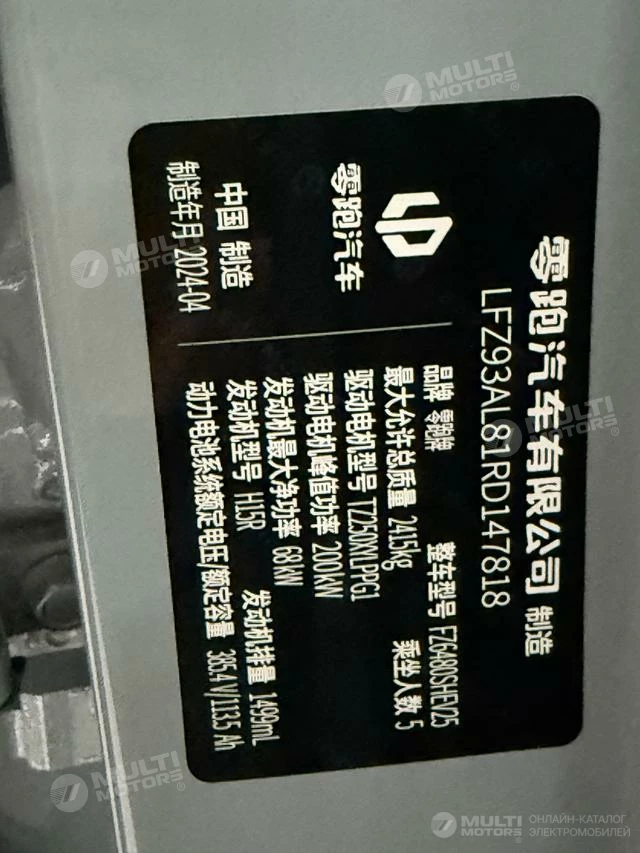 零跑汽车有限公司 制造
LFZ93AL81RD147818
零跑汽车
中国 制造
制造年月 2024-04
品牌 零跑牌 整车型号 FZ6480SHEV25
最大允许总质量 2415kg 乘坐人数 5
驱动电机型号 TZ250XYLPPG1
驱动电机峰值功率 200kW
发动机最大净功率 68kW
发动机型号 H15R 发动机排量 1499mL
动力电池系统额定电压/额定容量 385.4 V/113.5 Ah
MULTI
MOTORS®
MULTI
MOTORS
MULTI
MOTORS
MULTI
MOTORS
MULTI
MOTORS®
ОНЛАЙН-КАТАЛОГ
ЭЛЕКТРОМОБИЛЕЙ